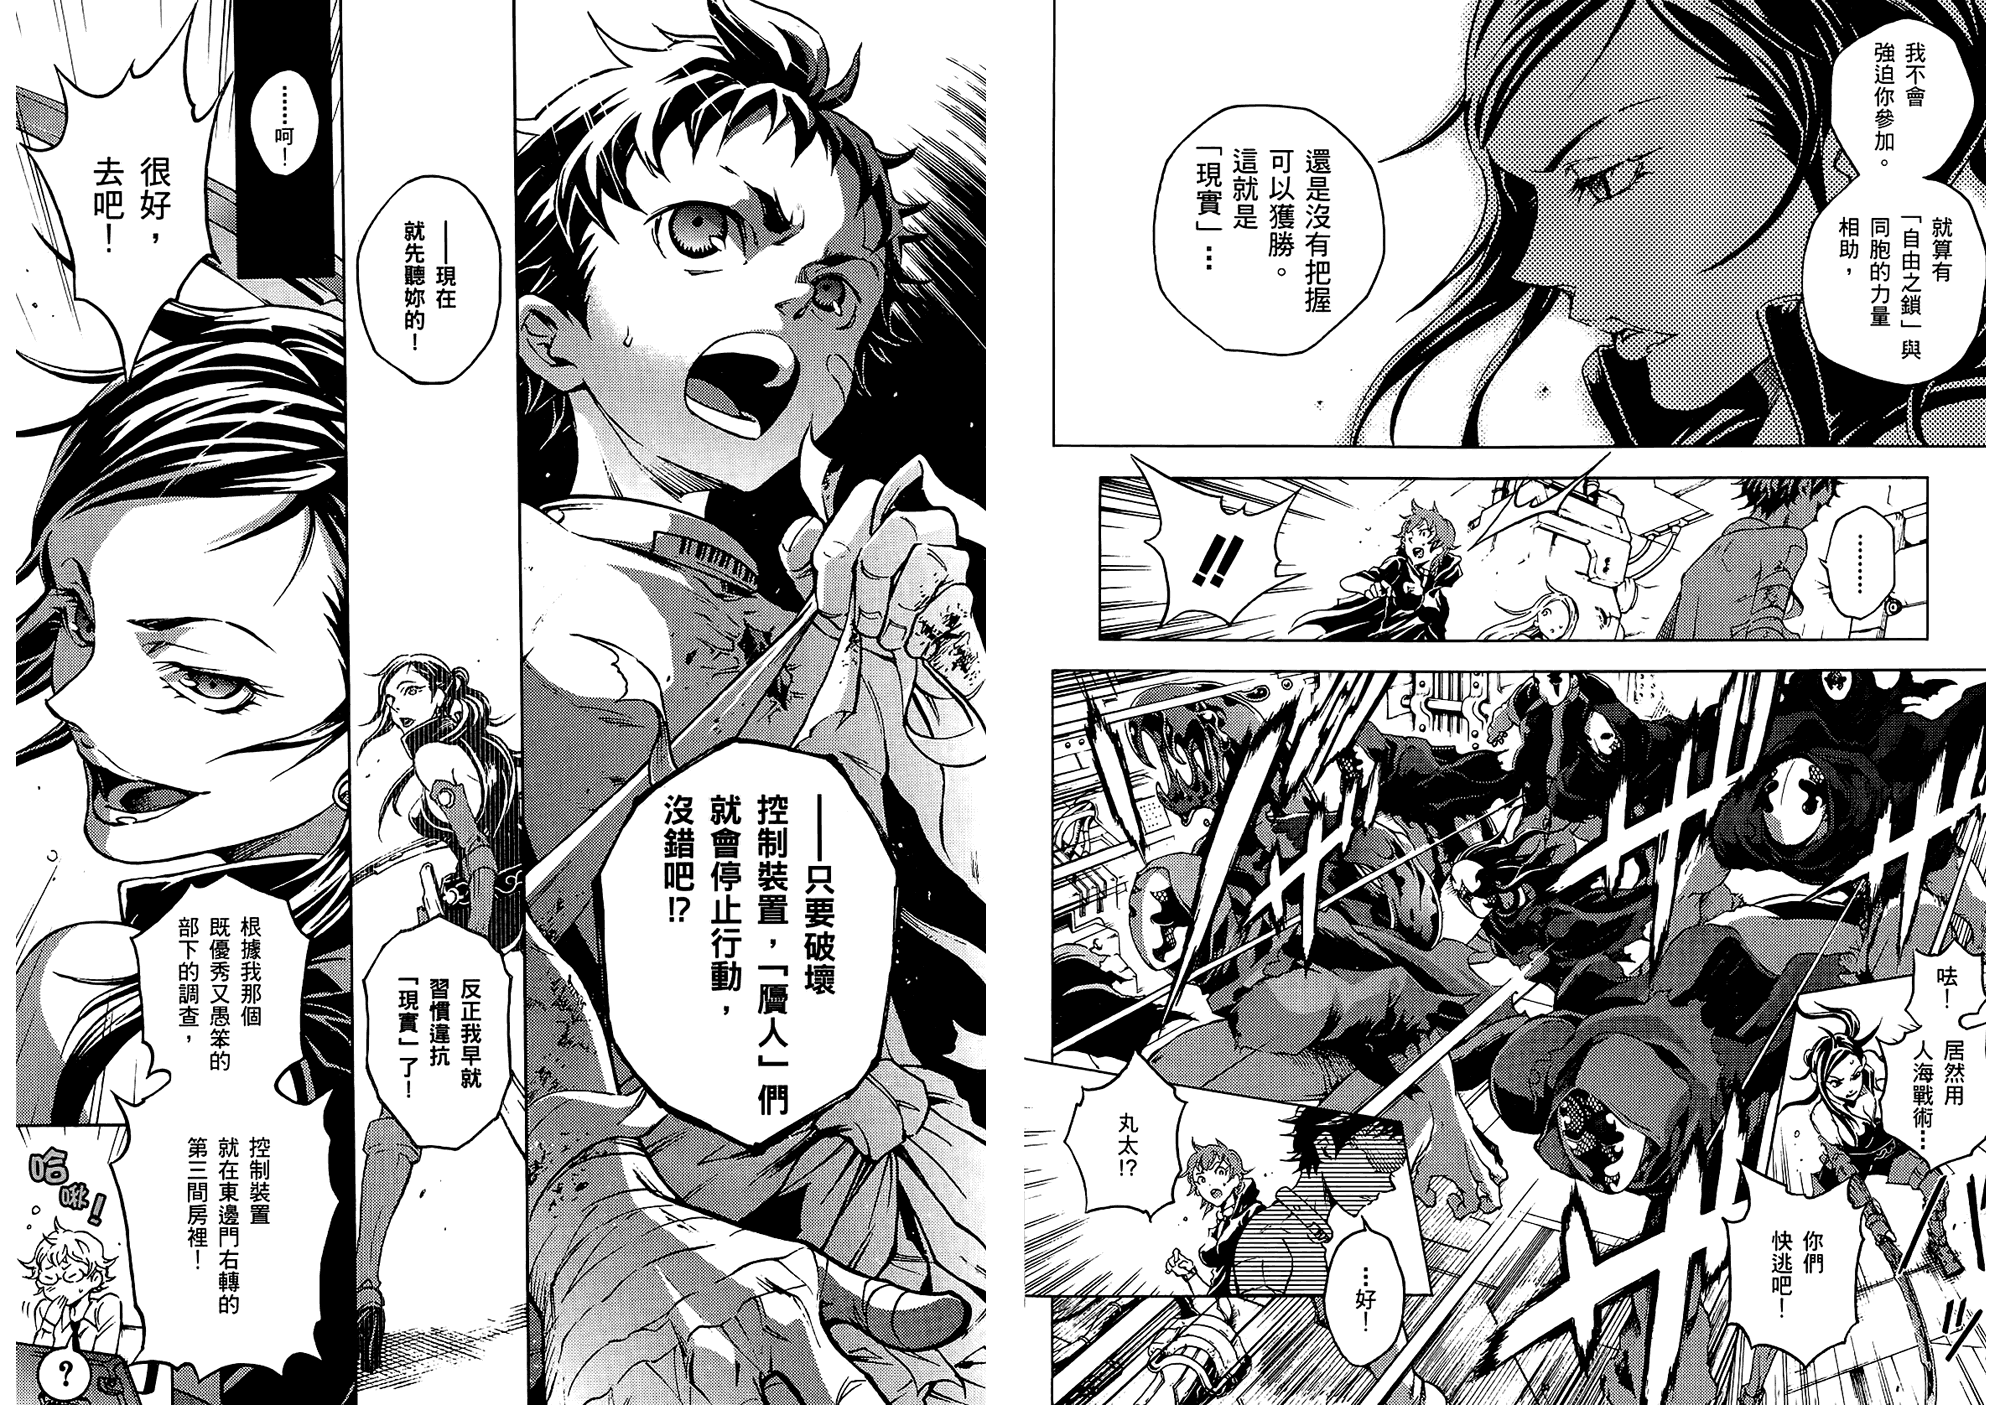 我不會
強迫你參加。
就算有
「自由之鎖」與
同胞的力量
相助，
還是沒有把握
可以獲勝。
這就是
「現實」…
………
!!
呿！
居然用
人海戰術…
你們
快逃吧！
丸太!?
…好！
——只要破壞
控制裝置，「贗人」們
就會停止行動，
沒錯吧!?
——現在
就先聽妳的！
反正我早就
習慣違抗
「現實」了！
……呵！
很好，
去吧！
根據我那個
既優秀又愚笨的
部下的調查，
控制裝置
就在東邊門右轉的
第三間房裡！
哈啾！
？